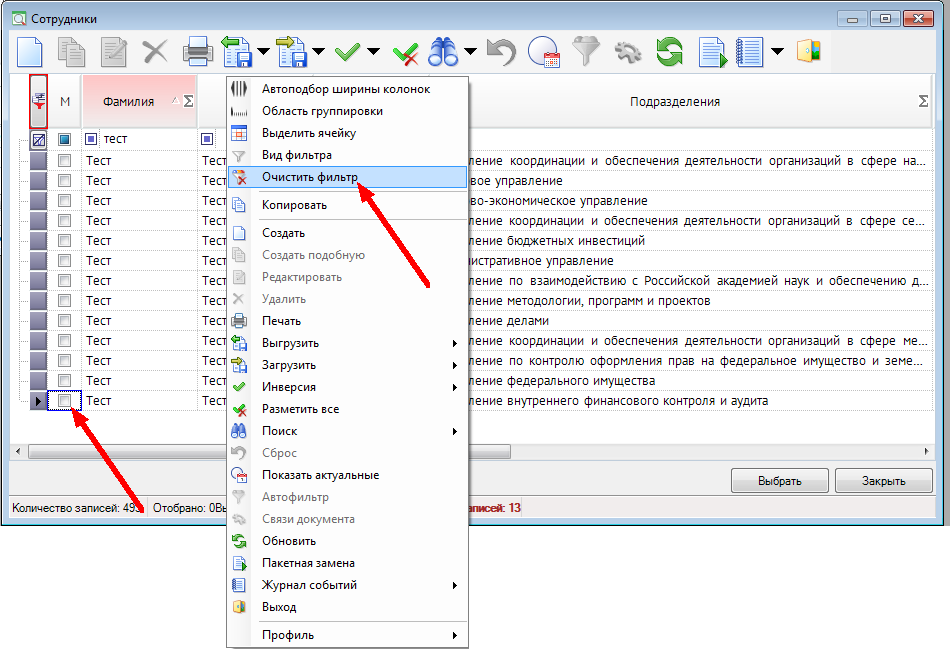 Сотрудники
М Фамилия Подразделения
тест
Тест Тест ление координации и обеспечения деятельности организаций в сфере на...
Тест Тест вое управление
Тест Тест во-экономическое управление
Тест Тест ление координации и обеспечения деятельности организаций в сфере се...
Тест Тест ление бюджетных инвестиций
Тест Тест нистративное управление
Тест Тест ление по взаимодействию с Российской академией наук и обеспечению д...
Тест Тест ление методологии, программ и проектов
Тест Тест ление делами
Тест Тест ление координации и обеспечения деятельности организаций в сфере ме...
Тест Тест ление по контролю оформления прав на федеральное имущество и земе...
Тест Тест ление федерального имущества
Тест Тест ление внутреннего финансового контроля и аудита
Автоподбор ширины колонок
Область группировки
Выделить ячейку
Вид фильтра
Очистить фильтр
Копировать
Создать
Создать подобную
Редактировать
Удалить
Печать
Выгрузить
Загрузить
Инверсия
Разметить все
Поиск
Сброс
Показать актуальные
Автофильтр
Связи документа
Обновить
Пакетная замена
Журнал событий
Выход
Профиль
Выбрать Закрыть
Количество записей: Отобрано: 0 аписей: 13